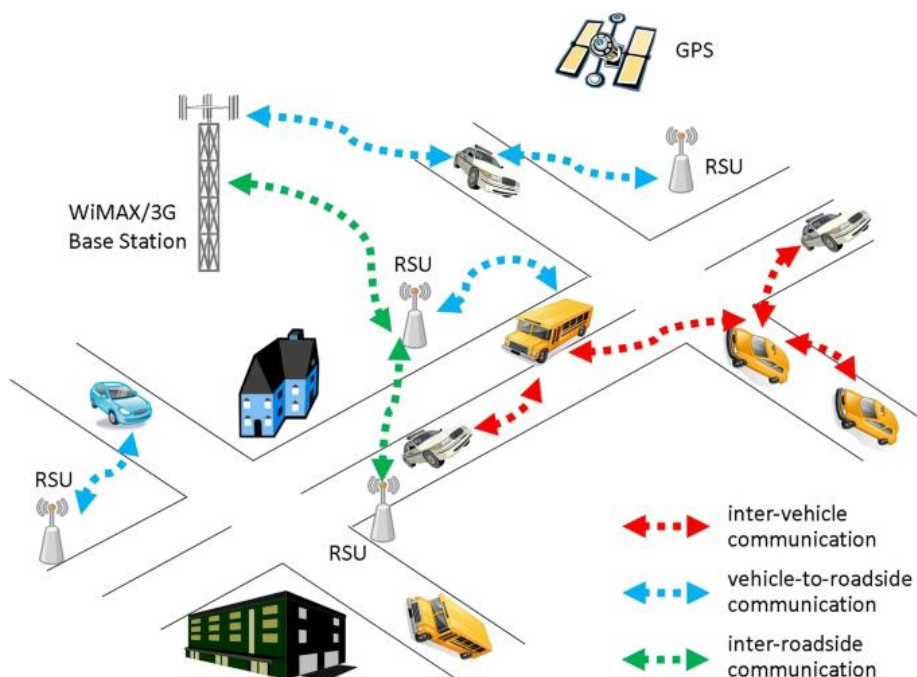 GPS
RSU
WiMAX/3G
Base Station
RSU
RSU
RSU
inter-vehicle
communication
vehicle-to-roadside
communication
inter-roadside
communication